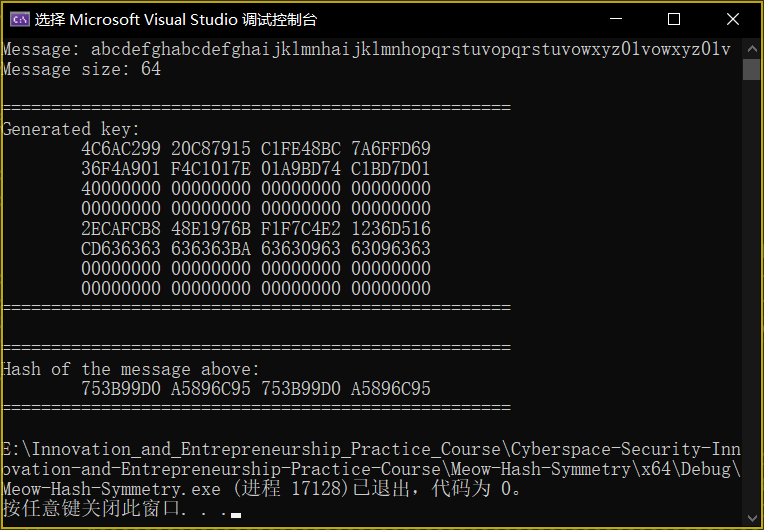 选择 Microsoft Visual Studio 调试控制台
Message: abcdefghabcdefghaijklmnhaijklmnhopqrstuvopqrstuvowxyz01vowxyz01v
Message size: 64
===================================================
Generated key:
4C6AC299 20C87915 C1FE48BC 7A6FFD69
36F4A901 F4C1017E 01A9BD74 C1BD7D01
40000000 00000000 00000000 00000000
00000000 00000000 00000000 00000000
2ECAFCB8 48E1976B F1F7C4E2 1236D516
CD636363 636363BA 63630963 63096363
00000000 00000000 00000000 00000000
00000000 00000000 00000000 00000000
===================================================
===================================================
Hash of the message above:
753B99D0 A5896C95 753B99D0 A5896C95
===================================================
E:\Innovation_and_Entrepreneurship_Practice_Course\Cyberspace-Security-Inn
ovation-and-Entrepreneurship-Practice-Course\Meow-Hash-Symmetry\x64\Debug\
Meow-Hash-Symmetry.exe (进程 17128)已退出，代码为 0。
按任意键关闭此窗口. . .